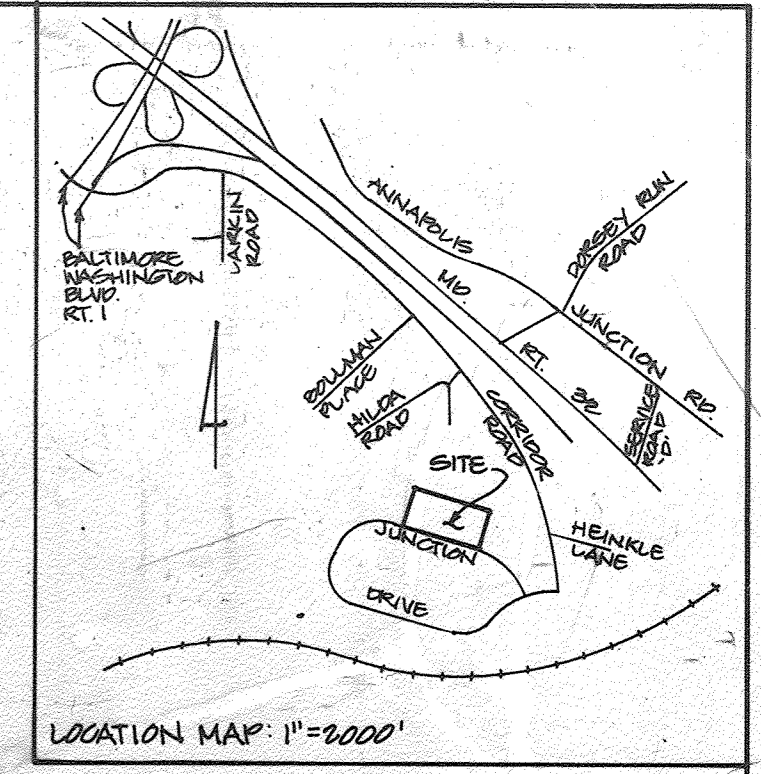 ANNAPOLIS
DORSEY RUN
ROAD
LARKIN
ROAD
BALTIMORE
WASHINGTON
BLVD.
RT. 1
MD.
JUNCTION
RD.
RT.
32
BOLLMAN
PLACE
HILDA
ROAD
CORRIDOR
ROAD
SERVICE
ROAD
SITE
JUNCTION
HEINKLE
LANE
DRIVE
LOCATION MAP: 1"=2000'